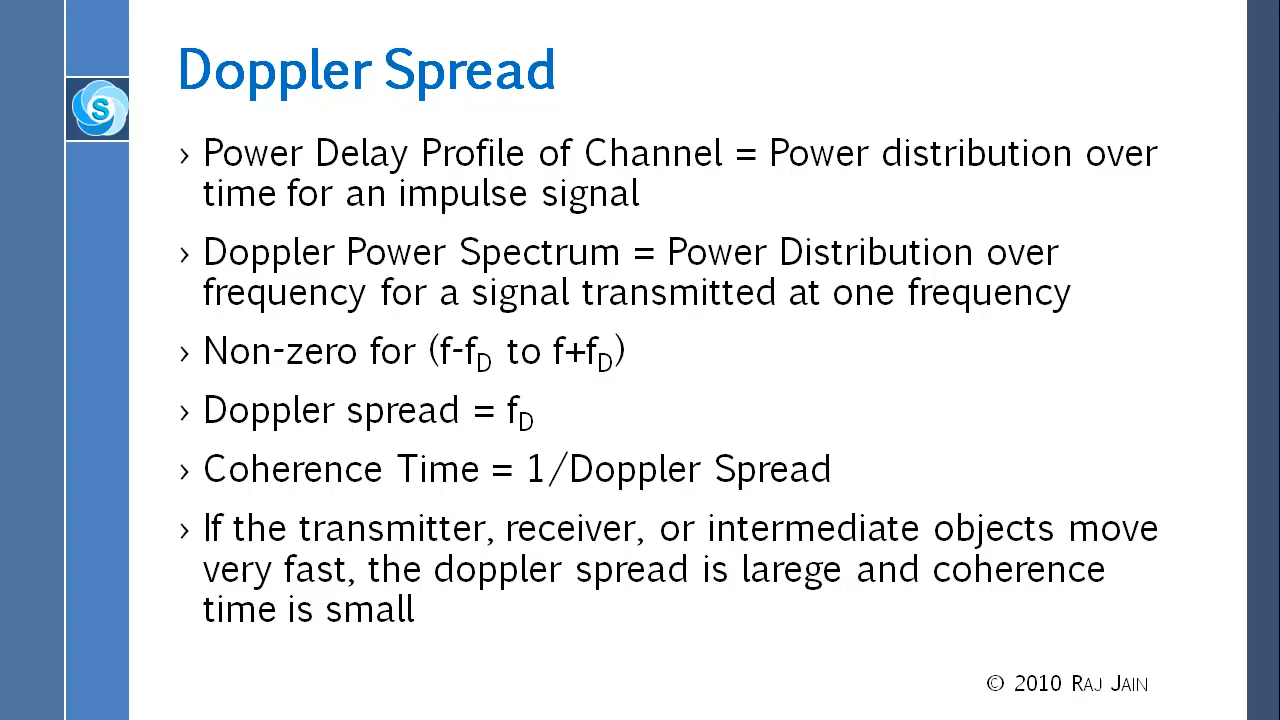 Doppler Spread
S
› Power Delay Profile of Channel = Power distribution over
time for an impulse signal
› Doppler Power Spectrum = Power Distribution over
frequency for a signal transmitted at one frequency
› Non-zero for (f-fD to f+fD)
› Doppler spread = fD
› Coherence Time = 1/Doppler Spread
› If the transmitter, receiver, or intermediate objects move
very fast, the doppler spread is larege and coherence
time is small
© 2010 RAJ JAIN